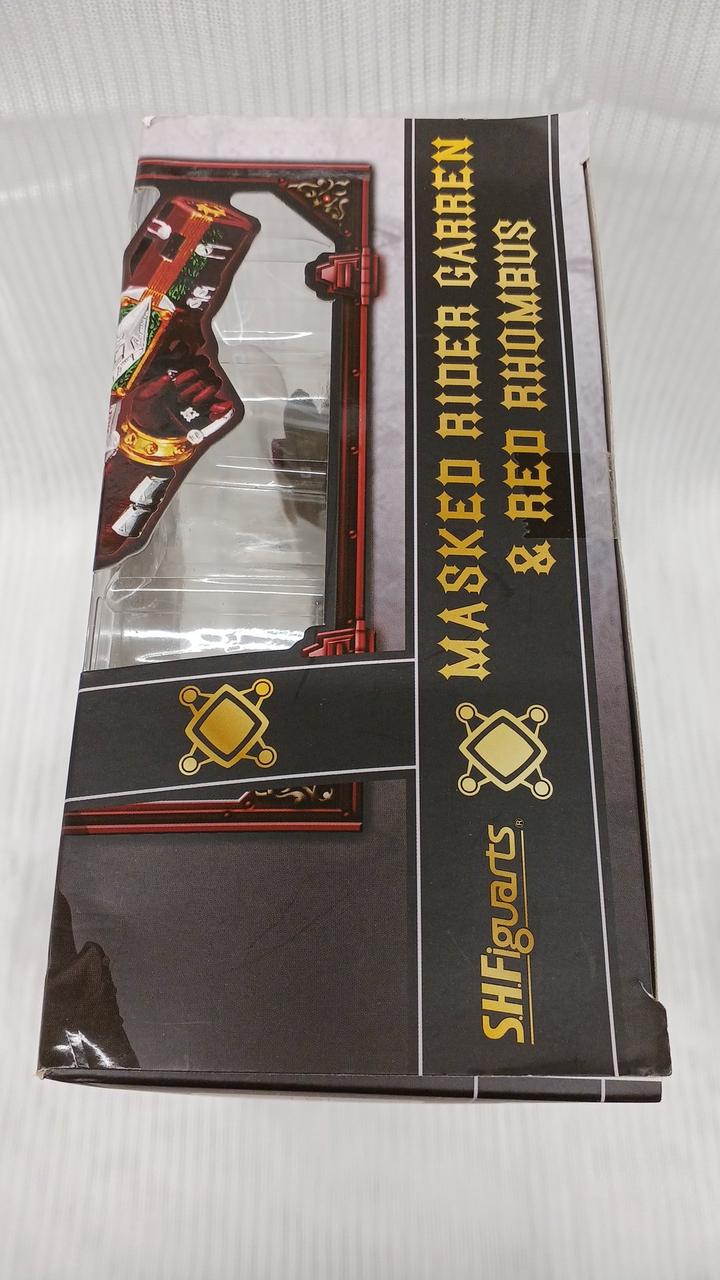 MASKED RIDER GARREN
& RED RHOMBUS
S.H.Figuarts®